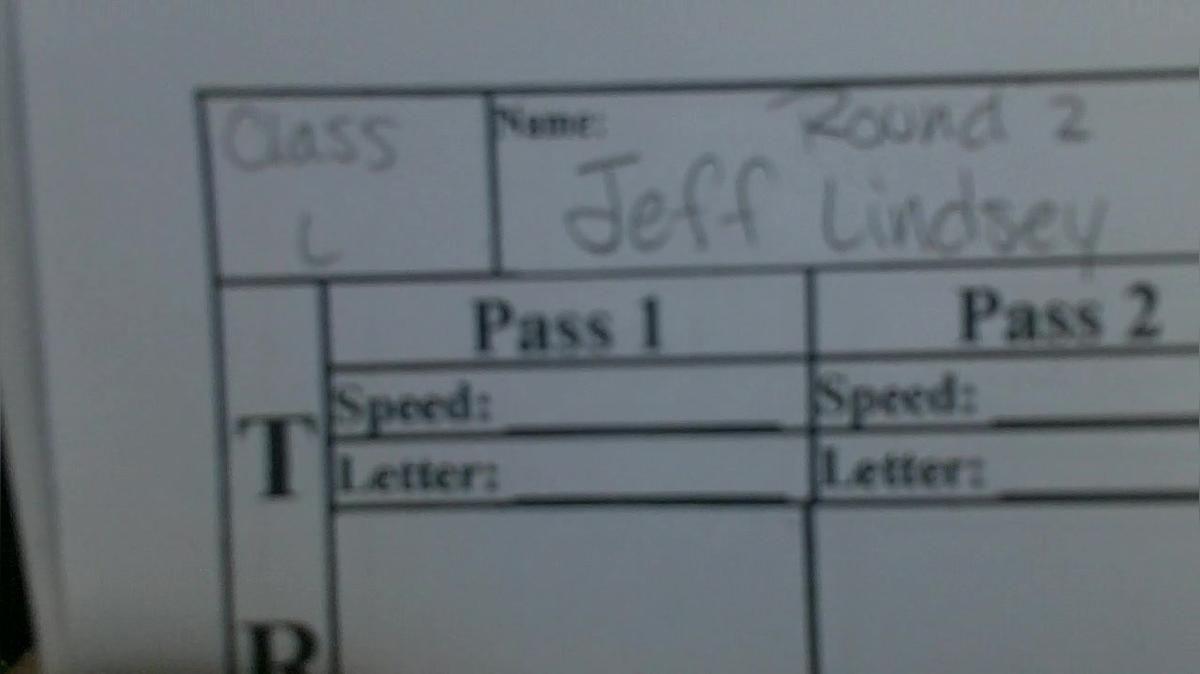 Class
L
Name: Round 2
Jeff Lindsey
Pass 1 Pass 2
Speed: Speed:
T
Letter: Letter:
R